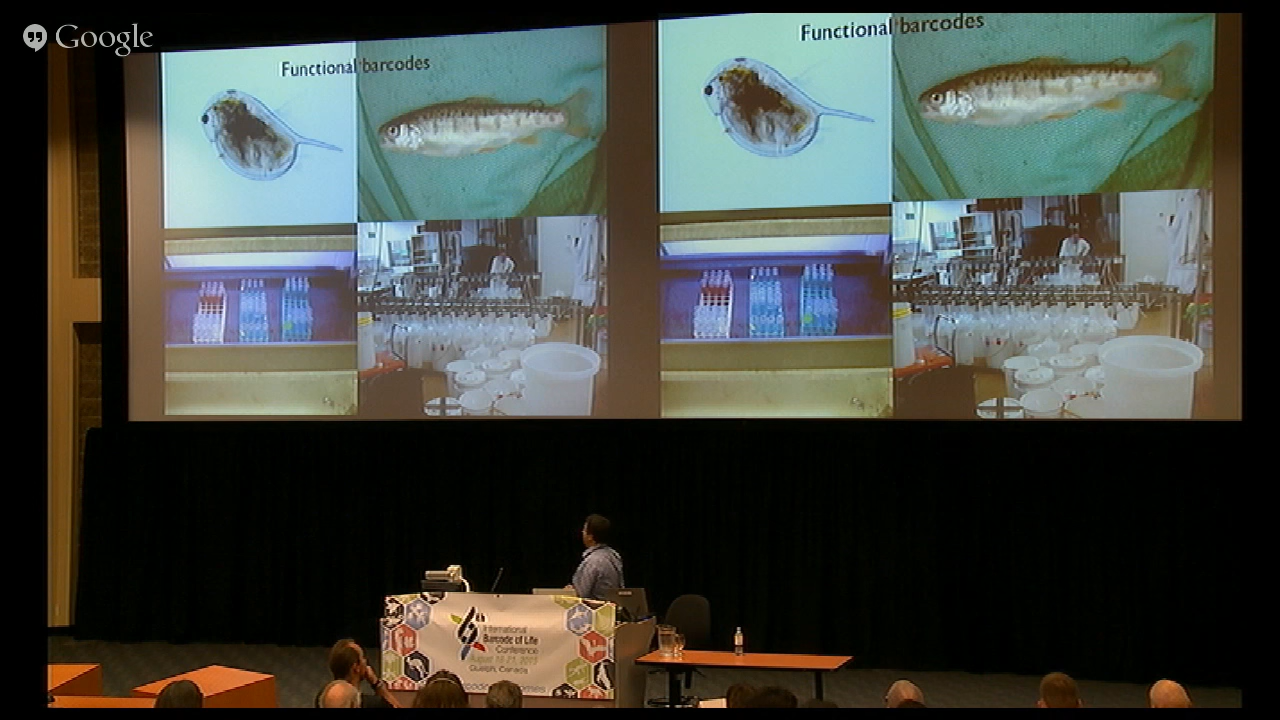 Google
Functional barcodes
Functional barcodes
International
Barcode of Life
Conference
Guelph, Canada